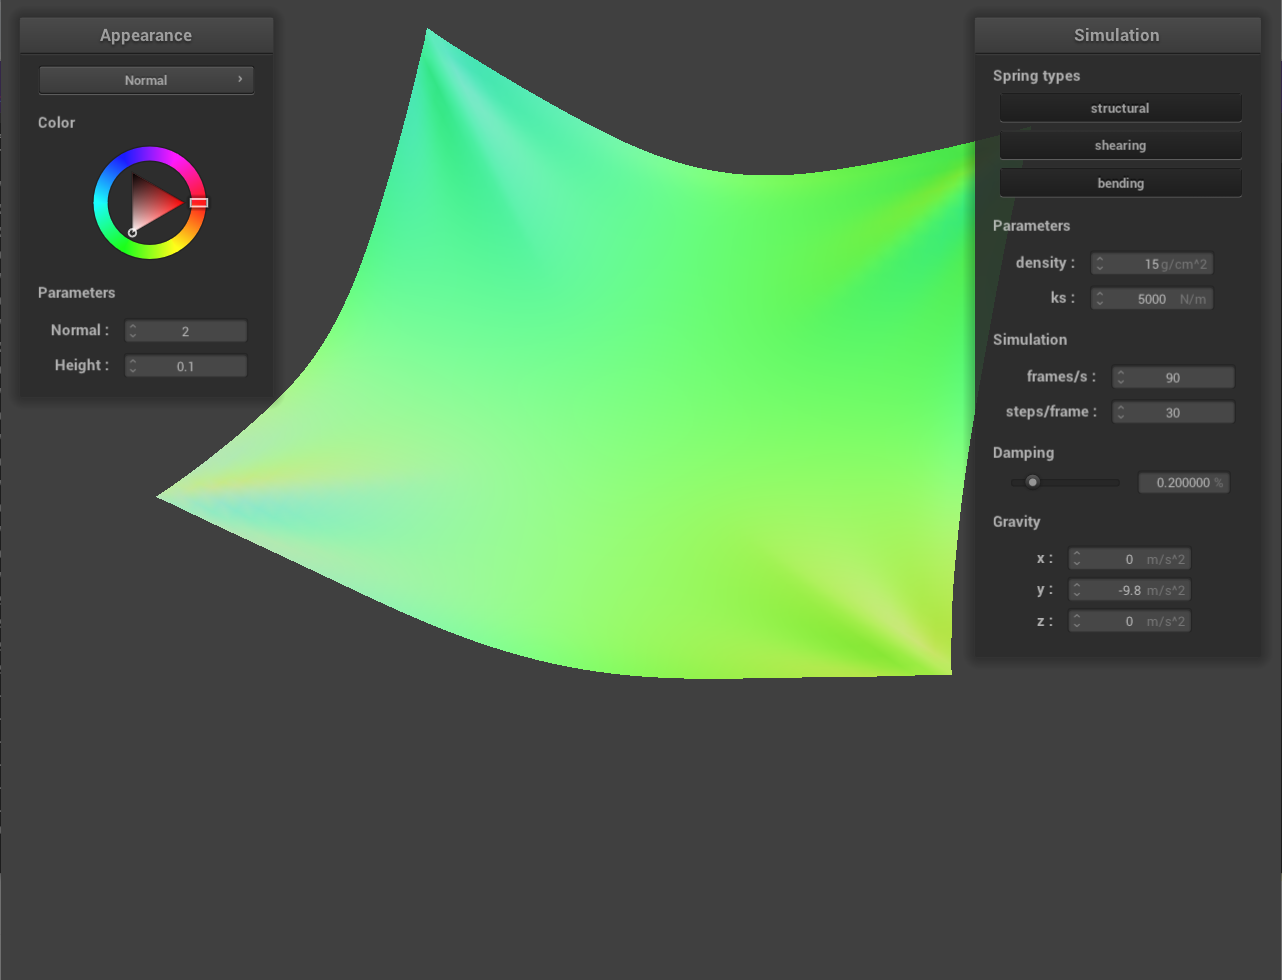 Appearance
Normal
Color
Parameters
Normal : 2
Height : 0.1
Simulation
Spring types
structural
shearing
bending
Parameters
density : 15 g/cm^2
ks : 5000 N/m
Simulation
frames/s : 90
steps/frame : 30
Damping
0.200000 %
Gravity
x : 0 m/s^2
y : -9.8 m/s^2
z : 0 m/s^2